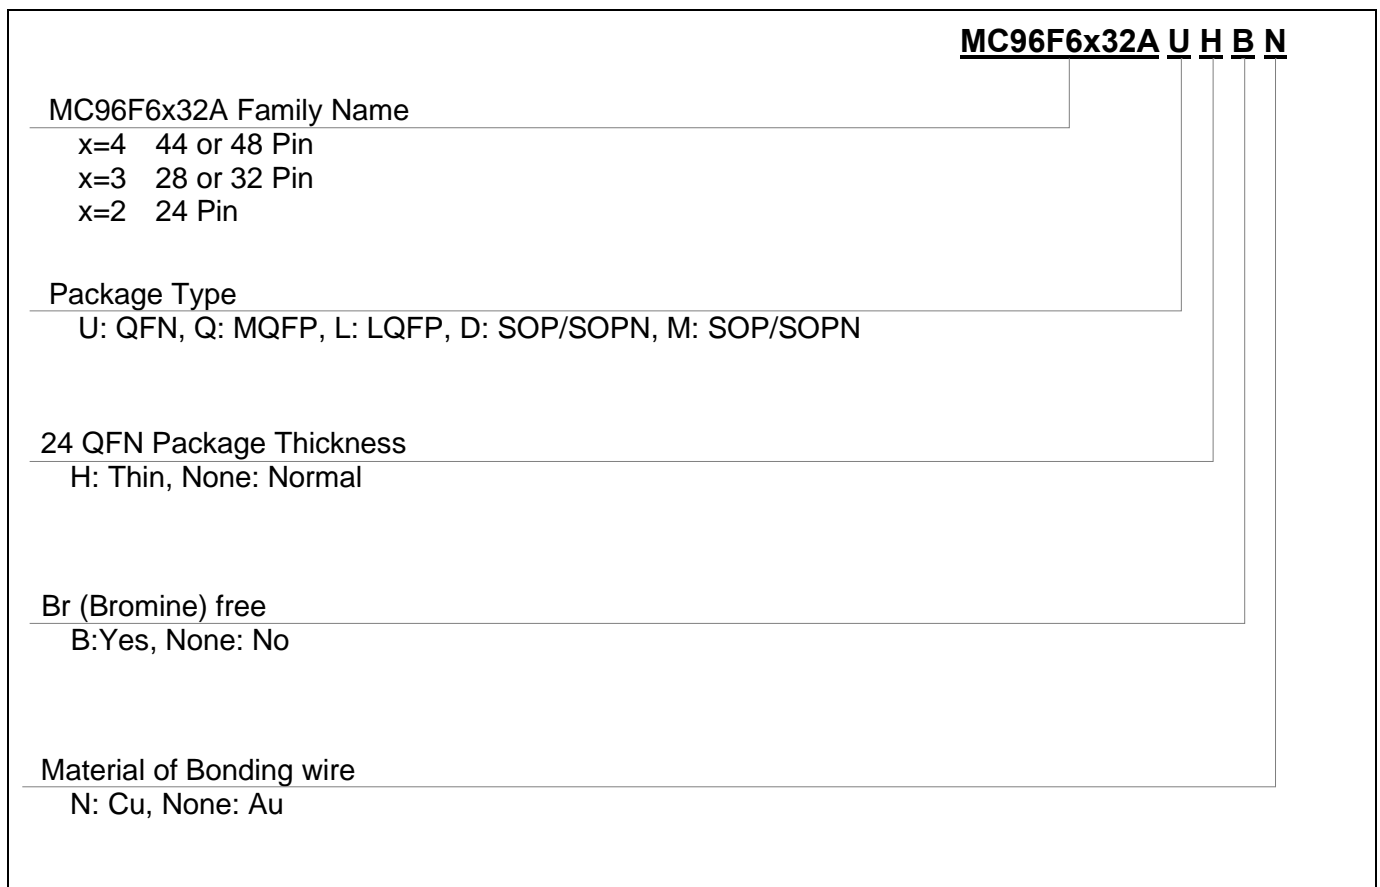 MC96F6x32A U H B N
MC96F6x32A Family Name
x=4 44 or 48 Pin
x=3 28 or 32 Pin
x=2 24 Pin
Package Type
U: QFN, Q: MQFP, L: LQFP, D: SOP/SOPN, M: SOP/SOPN
24 QFN Package Thickness
H: Thin, None: Normal
Br (Bromine) free
B:Yes, None: No
Material of Bonding wire
N: Cu, None: Au